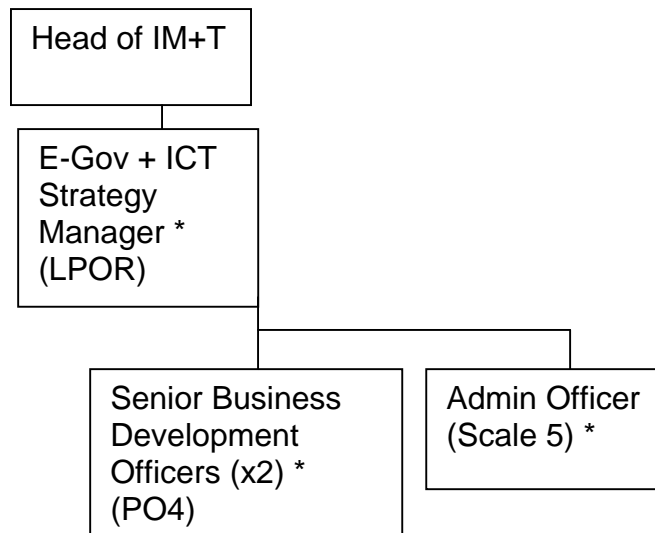 Head of IM+T
E-Gov + ICT
Strategy
Manager *
(LPOR)
Senior Business
Development
Officers (x2) *
(PO4)
Admin Officer
(Scale 5) *